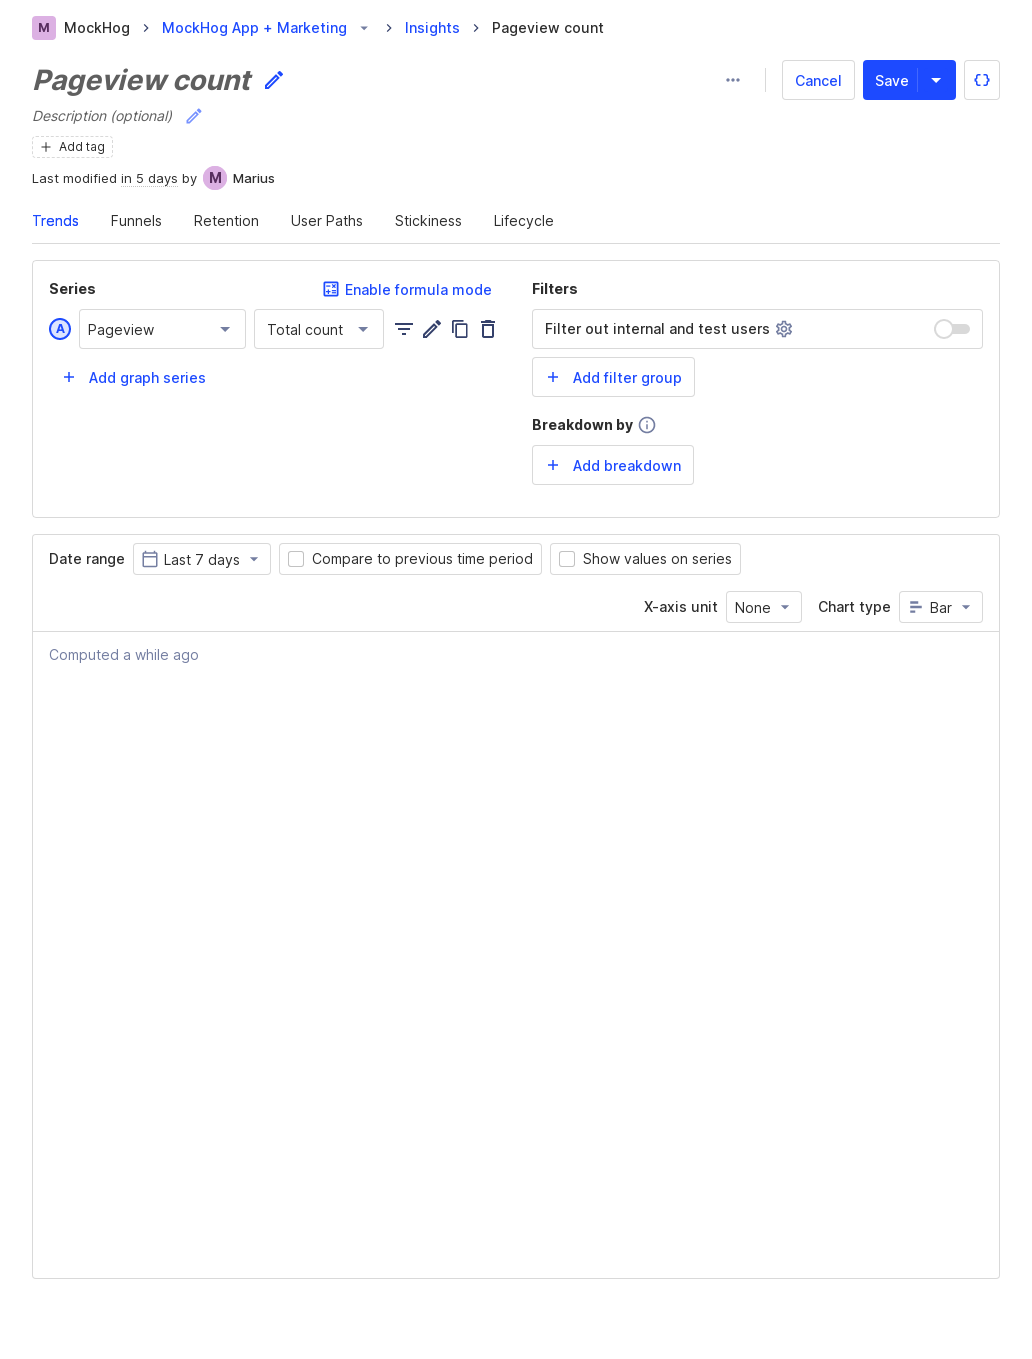 M MockHog MockHog App + Marketing Insights Pageview count
Pageview count
Cancel Save
Description (optional)
Add tag
Last modified in 5 days by M Marius
Trends Funnels Retention User Paths Stickiness Lifecycle
Series Enable formula mode
A Pageview Total count
Add graph series
Filters
Filter out internal and test users
Add filter group
Breakdown by
Add breakdown
Date range Last 7 days Compare to previous time period Show values on series
X-axis unit None Chart type Bar
Computed a while ago